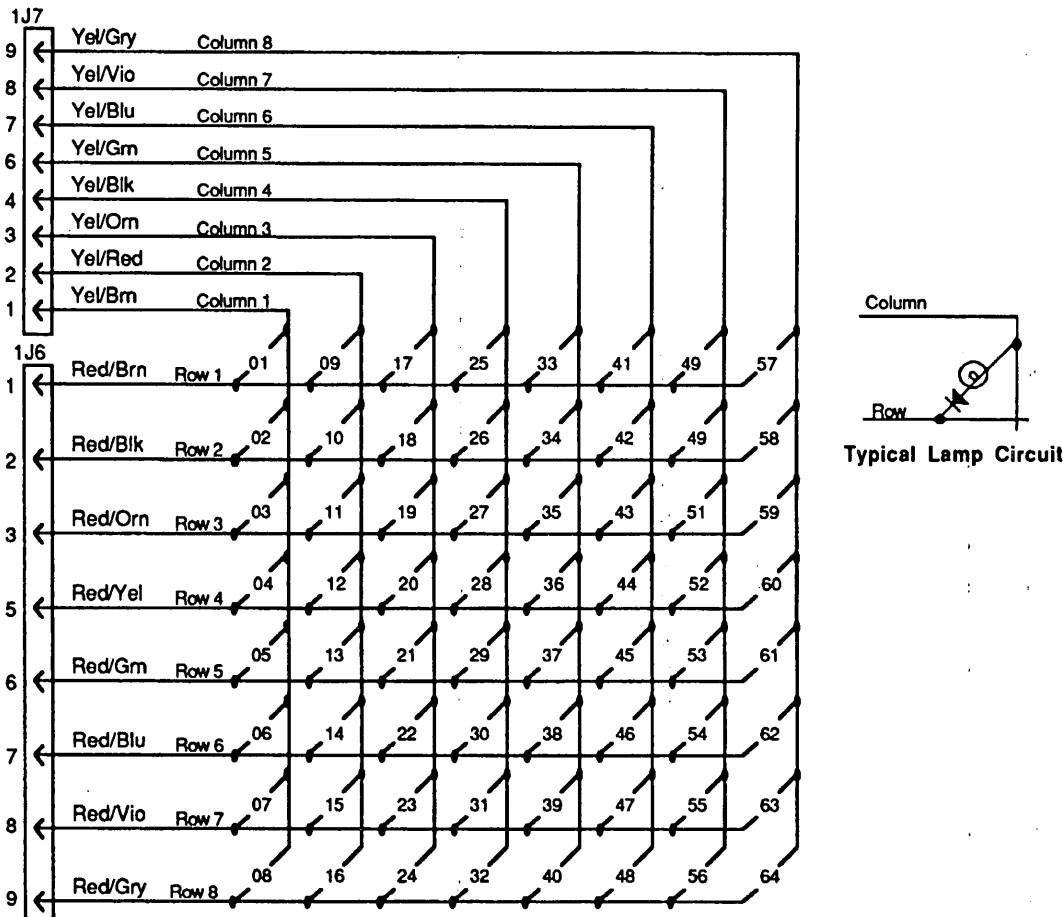 1J7
9 Yel/Gry Column 8
8 Yel/Vio Column 7
7 Yel/Blu Column 6
6 Yel/Grn Column 5
4 Yel/Blk Column 4
3 Yel/Orn Column 3
2 Yel/Red Column 2
1 Yel/Brn Column 1
1J6
01 09 17 25 33 41 49 57
1 Red/Brn Row 1
02 10 18 26 34 42 49 58
2 Red/Blk Row 2
03 11 19 27 35 43 51 59
3 Red/Orn Row 3
04 12 20 28 36 44 52 60
5 Red/Yel Row 4
05 13 21 29 37 45 53 61
6 Red/Grn Row 5
06 14 22 30 38 46 54 62
7 Red/Blu Row 6
07 15 23 31 39 47 55 63
8 Red/Vio Row 7
08 16 24 32 40 48 56 64
9 Red/Gry Row 8
Column
Row
Typical Lamp Circuit